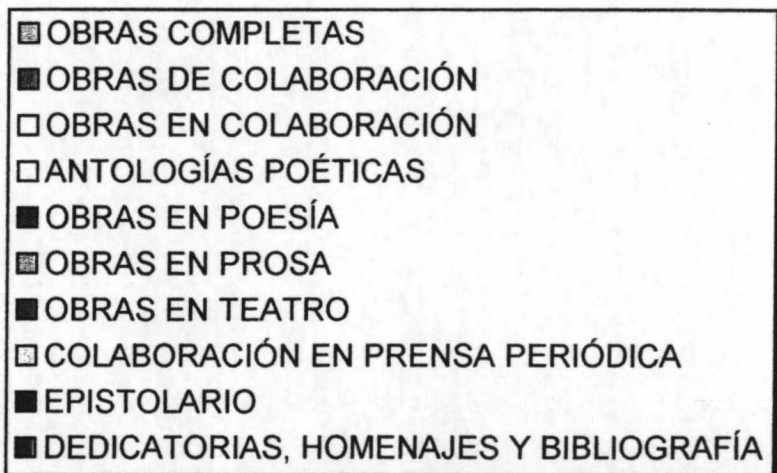 OBRAS COMPLETAS
OBRAS DE COLABORACIÓN
OBRAS EN COLABORACIÓN
ANTOLOGÍAS POÉTICAS
OBRAS EN POESÍA
OBRAS EN PROSA
OBRAS EN TEATRO
COLABORACIÓN EN PRENSA PERIÓDICA
EPISTOLARIO
DEDICATORIAS, HOMENAJES Y BIBLIOGRAFÍA